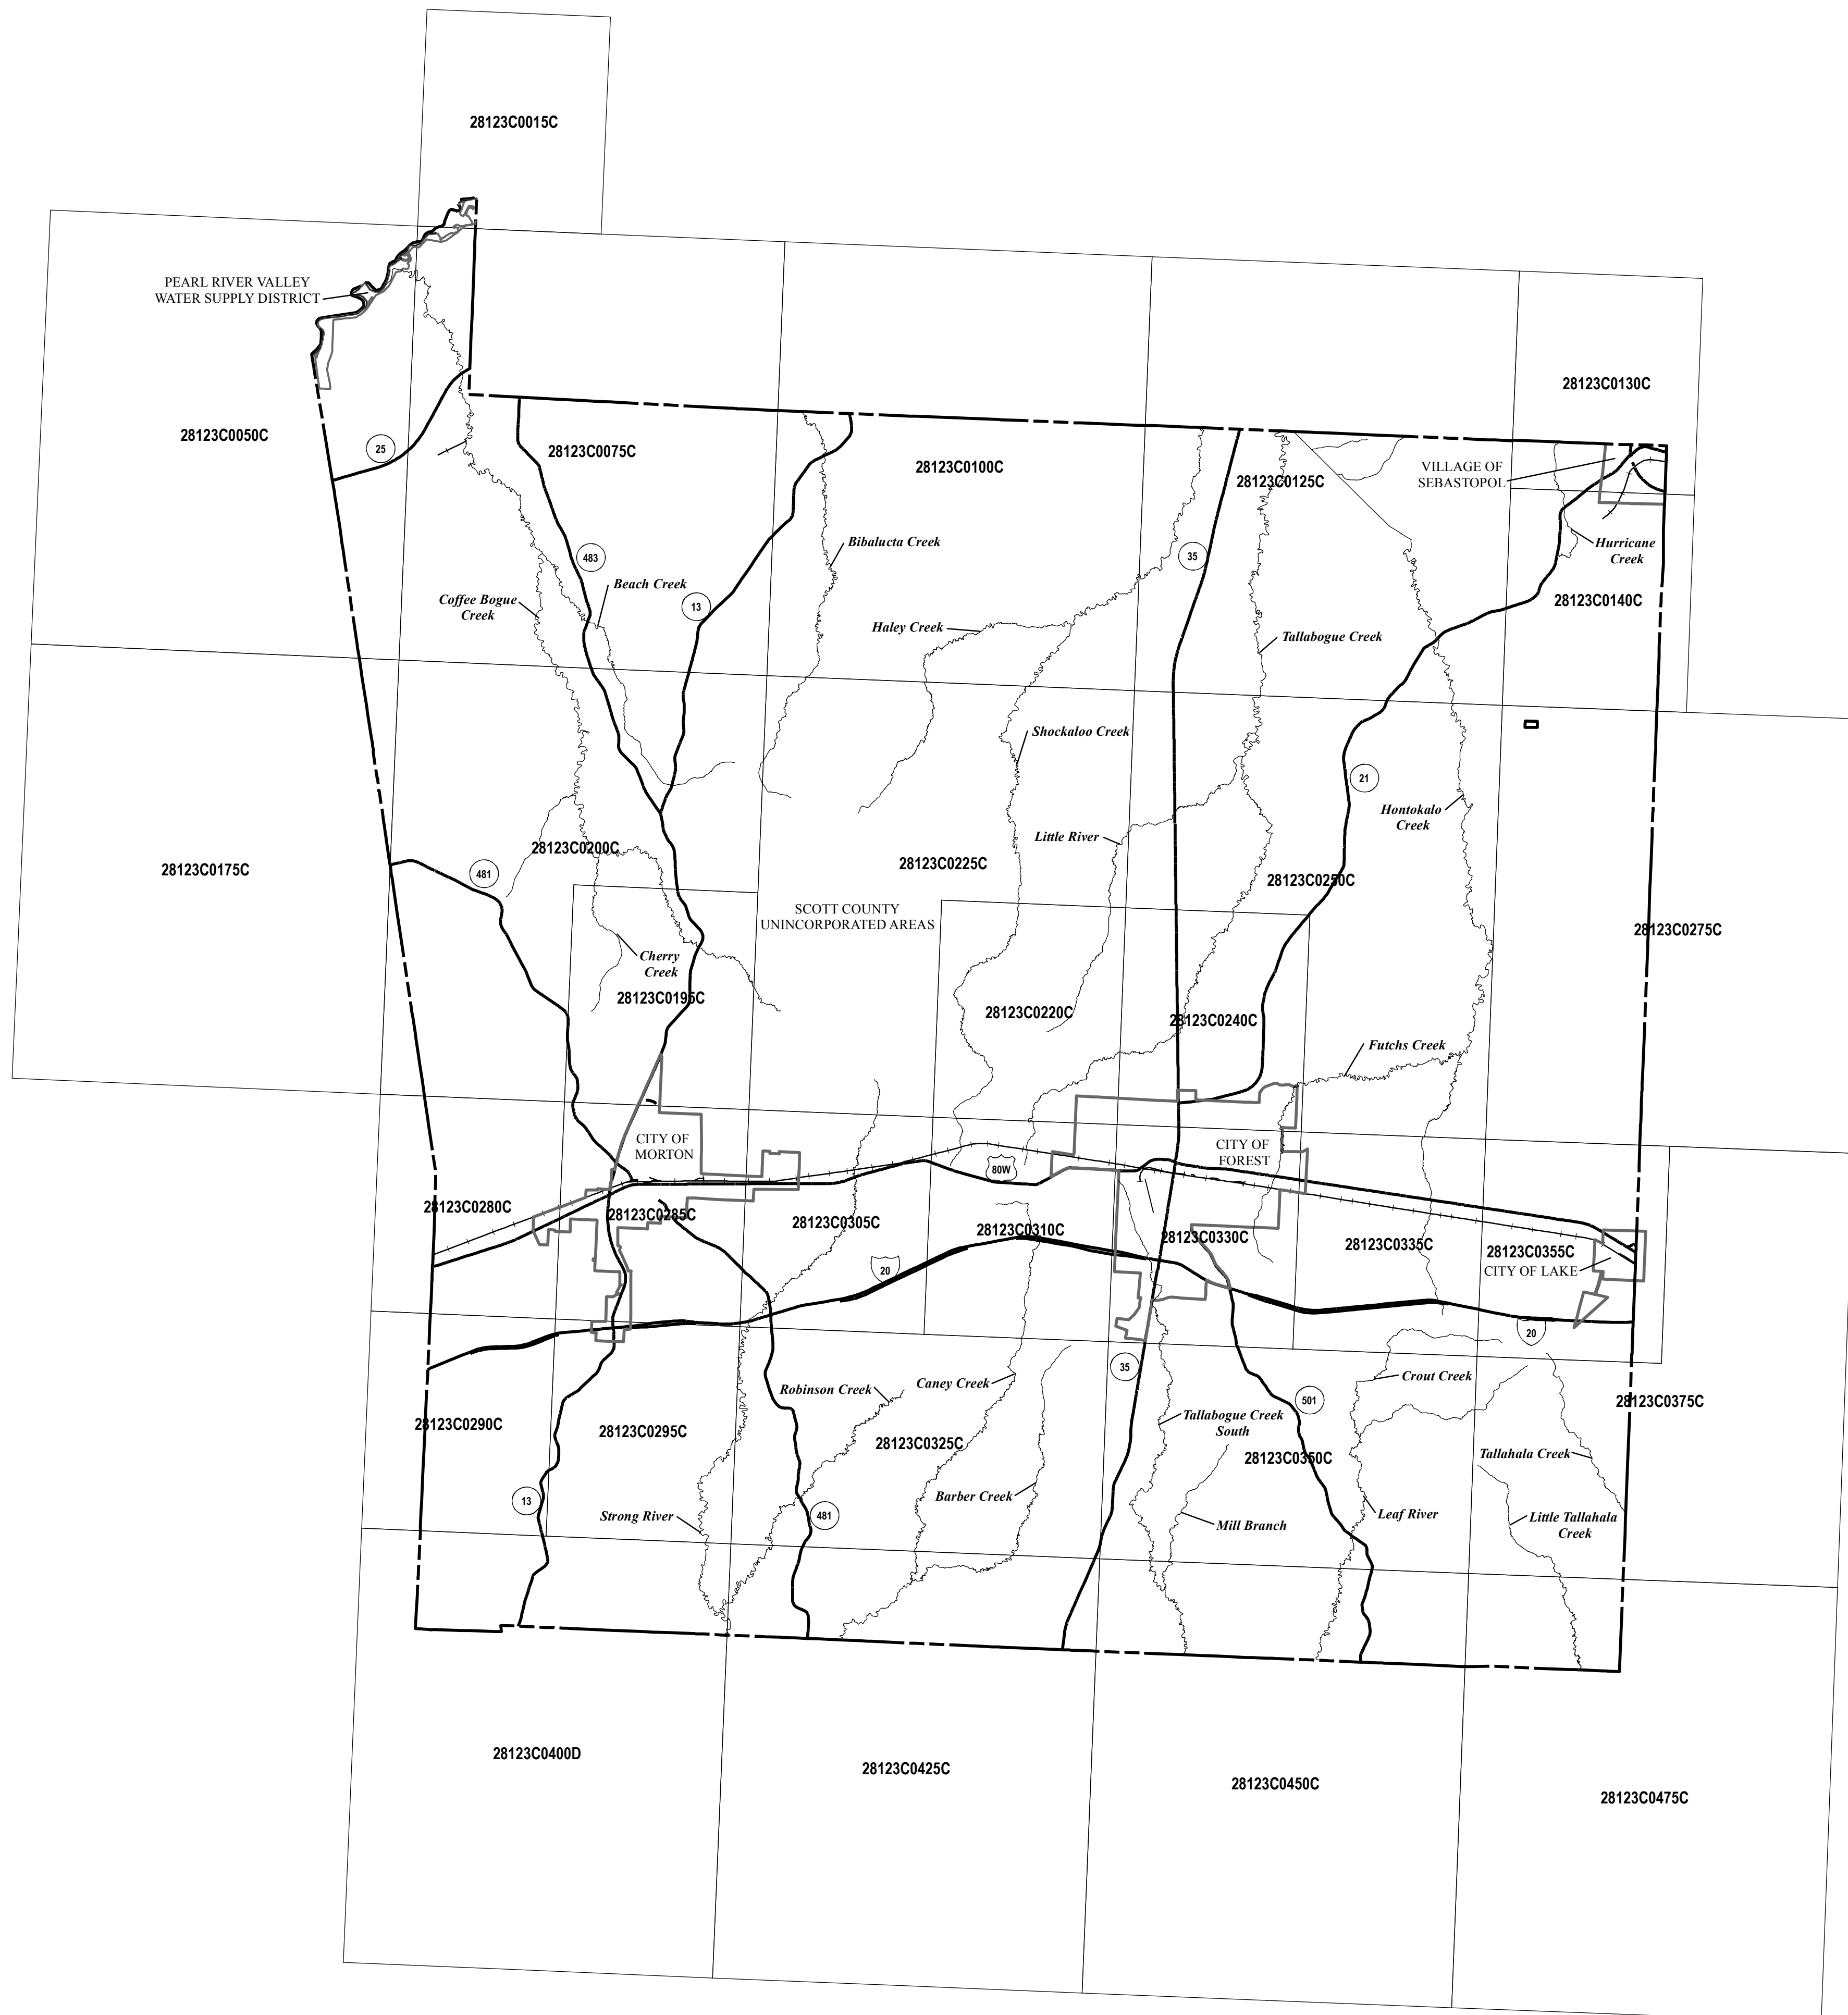 28123C0015C
PEARL RIVER VALLEY
WATER SUPPLY DISTRICT
28123C0130C
28123C0050C
25
28123C0075C
28123C0100C
28123C0125C
VILLAGE OF
SEBASTOPOL
483
Bibalucta Creek
35
Hurricane
Creek
Beach Creek
Coffee Bogue
Creek
13
28123C0140C
Haley Creek
Tallabogue Creek
Shockaloo Creek
21
Hontokalo
Creek
Little River
28123C0200C
28123C0175C
481
28123C0225C
28123C0250C
SCOTT COUNTY
UNINCORPORATED AREAS
28123C0275C
Cherry
Creek
28123C0195C
28123C0220C
28123C0240C
Futchs Creek
CITY OF
MORTON
CITY OF
FOREST
80W
28123C0280C
28123C0285C
28123C0305C
28123C0310C
28123C0330C
28123C0335C
28123C0355C
CITY OF LAKE
20
20
35
Crout Creek
Robinson Creek
Caney Creek
501
28123C0375C
28123C0290C
28123C0295C
28123C0325C
Tallabogue Creek
South
28123C0350C
Tallahala Creek
Barber Creek
13
Strong River
481
Mill Branch
Leaf River
Little Tallahala
Creek
28123C0400D
28123C0425C
28123C0450C
28123C0475C